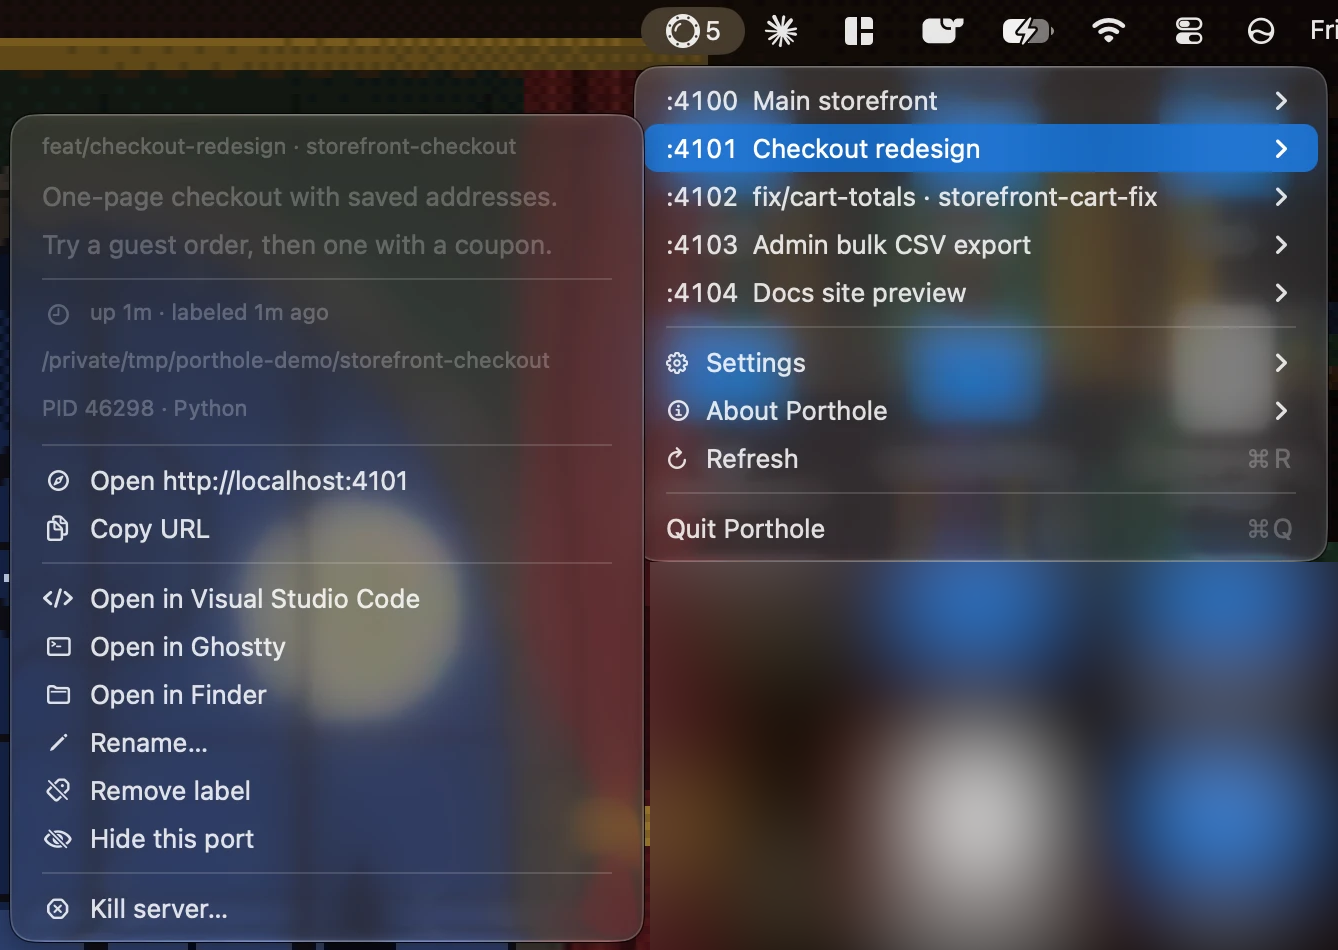 5
Fri
:4100 Main storefront
:4101 Checkout redesign
:4102 fix/cart-totals · storefront-cart-fix
:4103 Admin bulk CSV export
:4104 Docs site preview
Settings
About Porthole
Refresh ⌘R
Quit Porthole ⌘Q
feat/checkout-redesign · storefront-checkout
One-page checkout with saved addresses.
Try a guest order, then one with a coupon.
up 1m · labeled 1m ago
/private/tmp/porthole-demo/storefront-checkout
PID 46298 · Python
Open http://localhost:4101
Copy URL
Open in Visual Studio Code
Open in Ghostty
Open in Finder
Rename...
Remove label
Hide this port
Kill server...